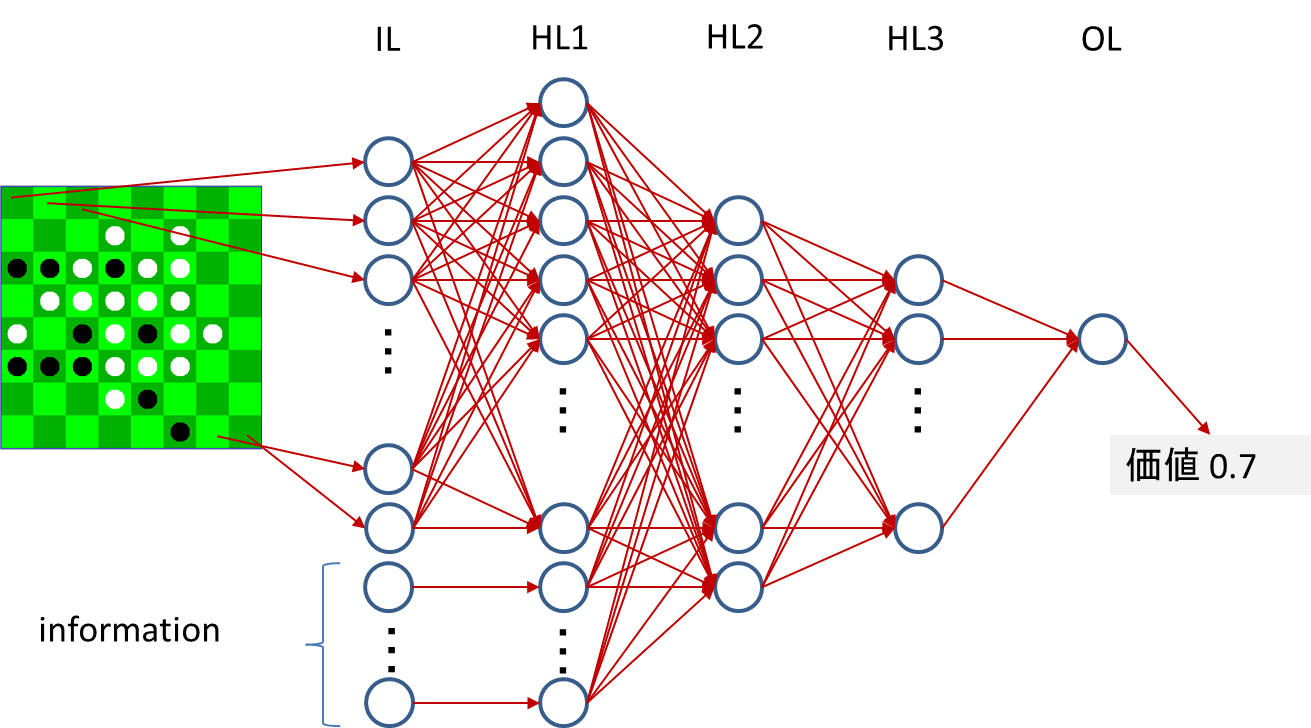 IL HL1 HL2 HL3 OL
価値 0.7
information